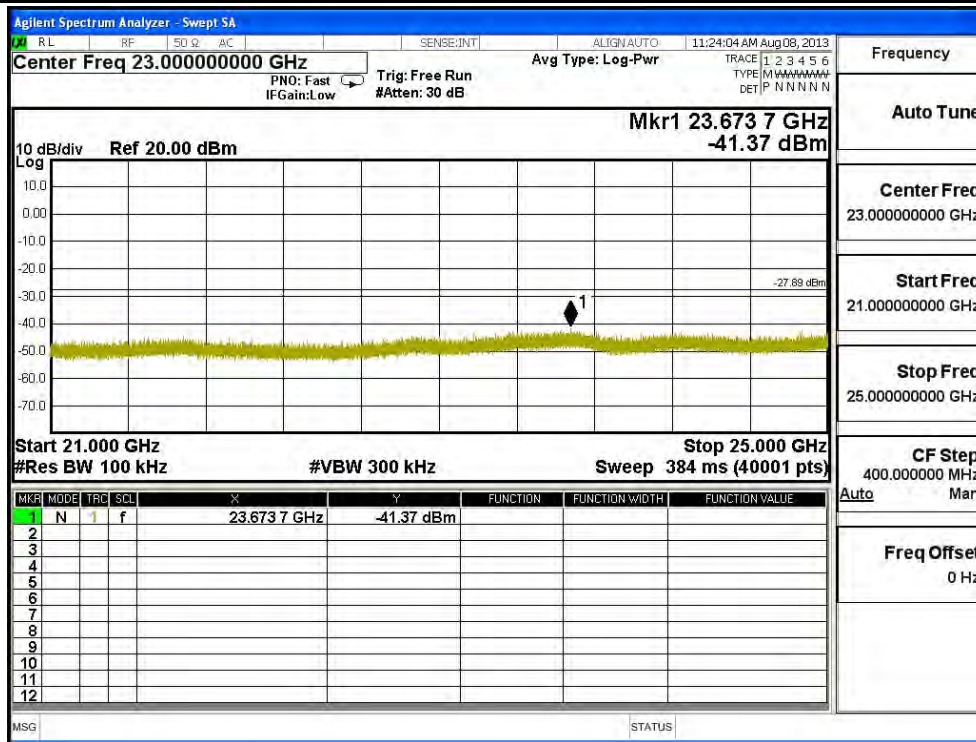 Agilent Spectrum Analyzer - Swept SA
RL RF 50 Ω AC SENSE:INT ALIGN AUTO 11:24:04 AM Aug 08, 2013
Center Freq 23.000000000 GHz
PNO: Fast
IFGain:Low
Trig: Free Run
#Atten: 30 dB
Avg Type: Log-Pwr
TRACE 1 2 3 4 5 6
TYPE M WWWWW
DET P N N N N N
Mkr1 23.673 7 GHz
-41.37 dBm
10 dB/div Ref 20.00 dBm
Log
10.0
0.00
-10.0
-20.0
-27.89 dBm
-30.0
1
-40.0
-50.0
-60.0
-70.0
Start 21.000 GHz Stop 25.000 GHz
#Res BW 100 kHz #VBW 300 kHz Sweep 384 ms (40001 pts)
MKR MODE TRC SCL X Y FUNCTION FUNCTION WIDTH FUNCTION VALUE
1 N 1 f 23.673 7 GHz -41.37 dBm
2
3
4
5
6
7
8
9
10
11
12
MSG STATUS
Frequency
Auto Tune
Center Freq
23.000000000 GHz
Start Freq
21.000000000 GHz
Stop Freq
25.000000000 GHz
CF Step
400.000000 MHz
Auto Man
Freq Offset
0 Hz